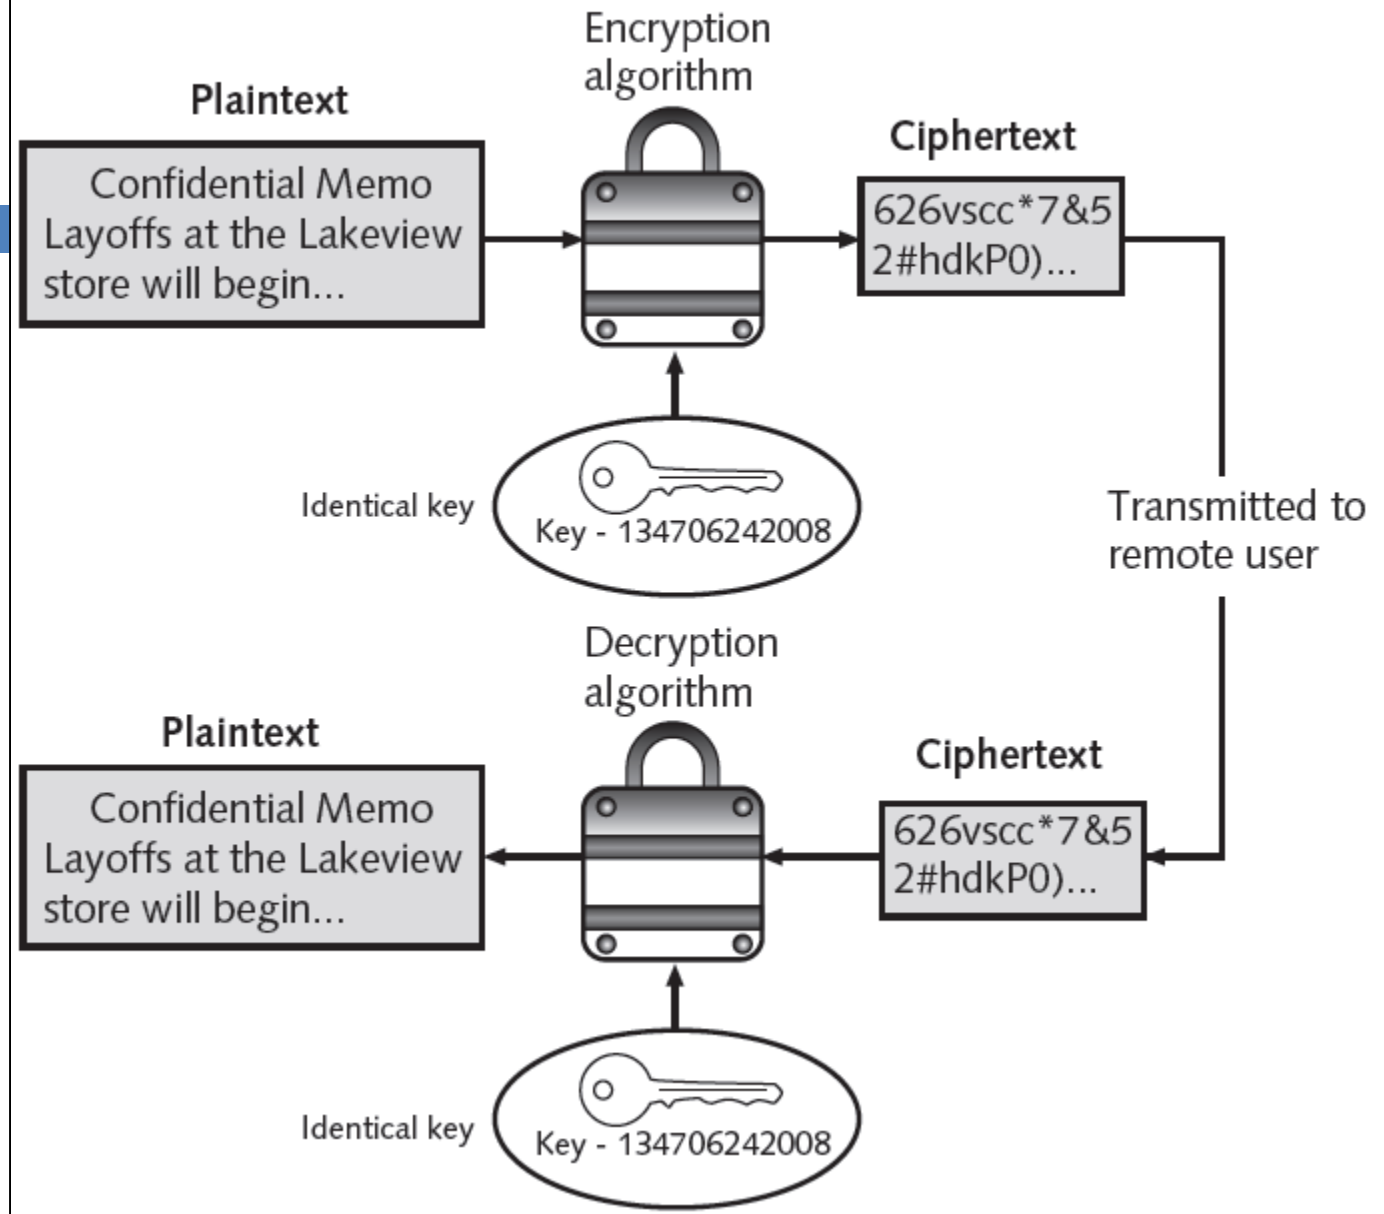 Encryption
algorithm
Plaintext
Confidential Memo
Layoffs at the Lakeview
store will begin...
Ciphertext
626vscc*7&5
2#hdkP0)...
Identical key
Key - 134706242008
Transmitted to
remote user
Decryption
algorithm
Plaintext
Confidential Memo
Layoffs at the Lakeview
store will begin...
Ciphertext
626vscc*7&5
2#hdkP0)...
Identical key
Key - 134706242008